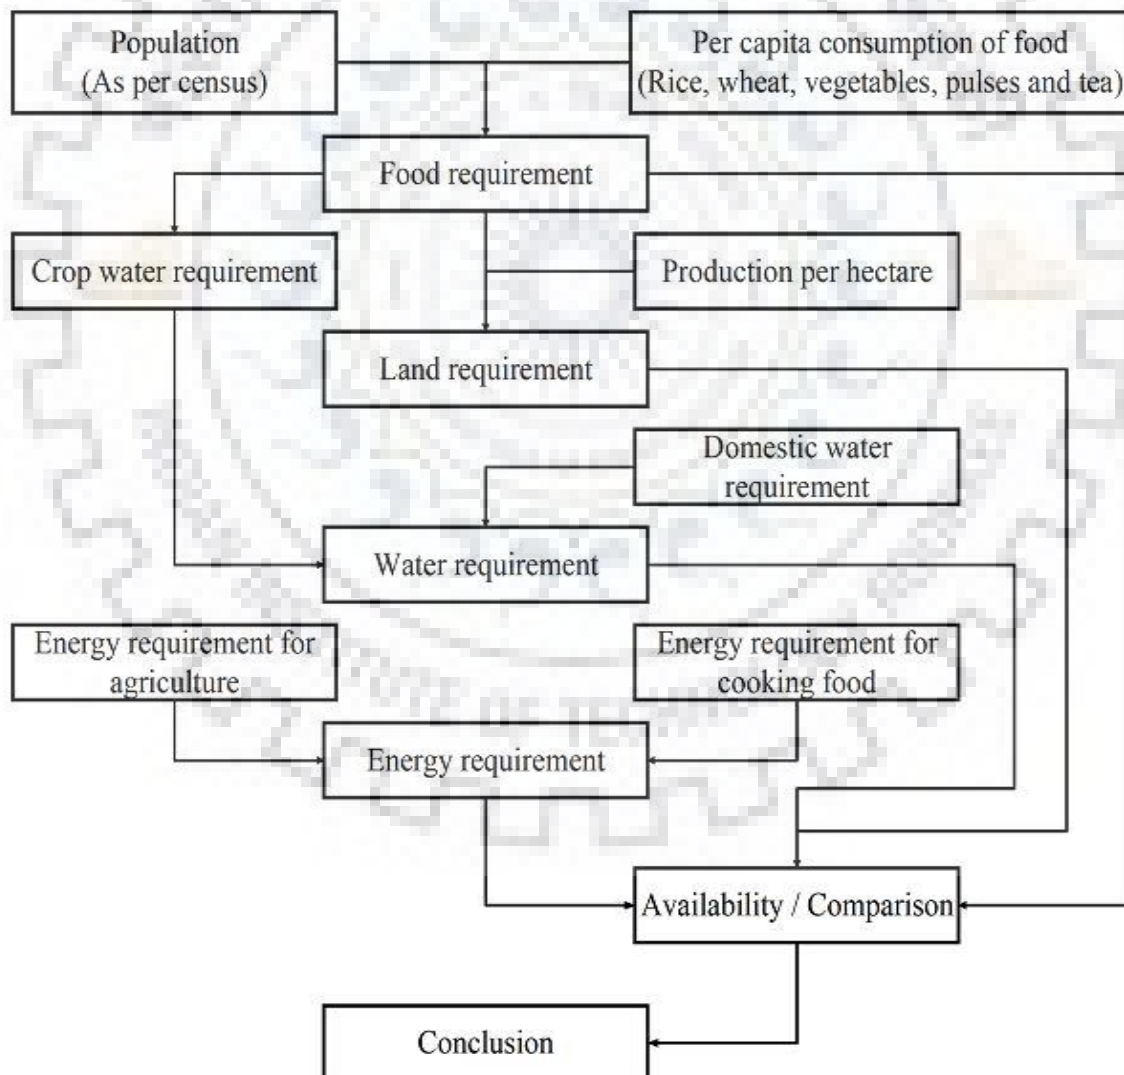 Population
(As per census)
Per capita consumption of food
(Rice, wheat, vegetables, pulses and tea)
Food requirement
Crop water requirement
Production per hectare
Land requirement
Domestic water
requirement
Water requirement
Energy requirement for
agriculture
Energy requirement for
cooking food
Energy requirement
Availability / Comparison
Conclusion